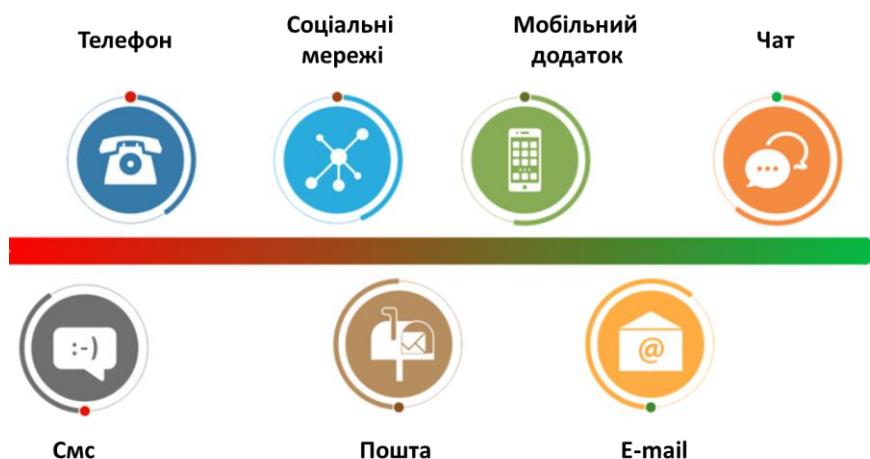 Телефон
Соціальні
мережі
Мобільний
додаток
Чат
:-)
@
Смс
Пошта
E-mail